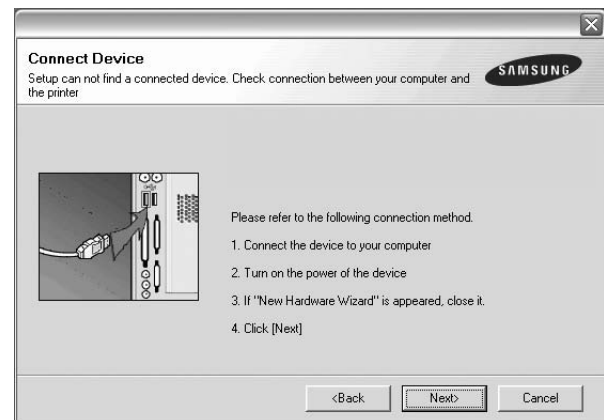 Connect Device
Setup can not find a connected device. Check connection between your computer and
the printer
SAMSUNG
Please refer to the following connection method.
1. Connect the device to your computer
2. Turn on the power of the device
3. If "New Hardware Wizard" is appeared, close it.
4. Click [Next]
<Back
Next>
Cancel